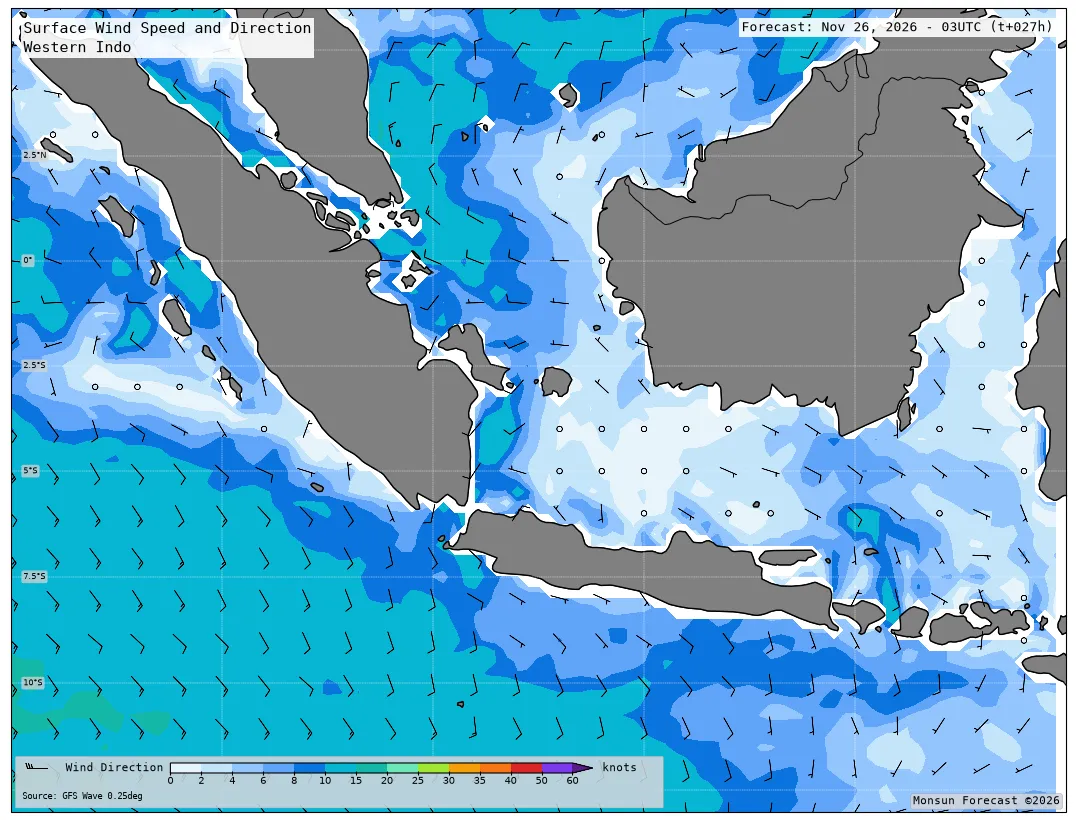 Surface Wind Speed and Direction
Western Indo
Forecast: Nov 26, 2026 - 03UTC (t+027h)
2.5°N
0°
2.5°S
5°S
7.5°S
10°S
Wind Direction
0 2 4 6 8 10 15 20 25 30 35 40 50 60
knots
Source: GFS Wave 0.25deg
Monsun Forecast ©2026